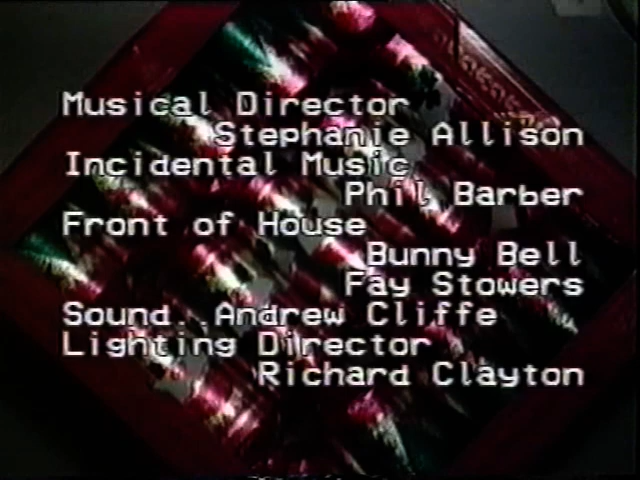 Musical Director
Stephanie Allison
Incidental Music
Phil Barber
Front of House
Bunny Bell
Fay Stowers
Sound. .Andrew Cliffe
Lighting Director
Richard Clayton